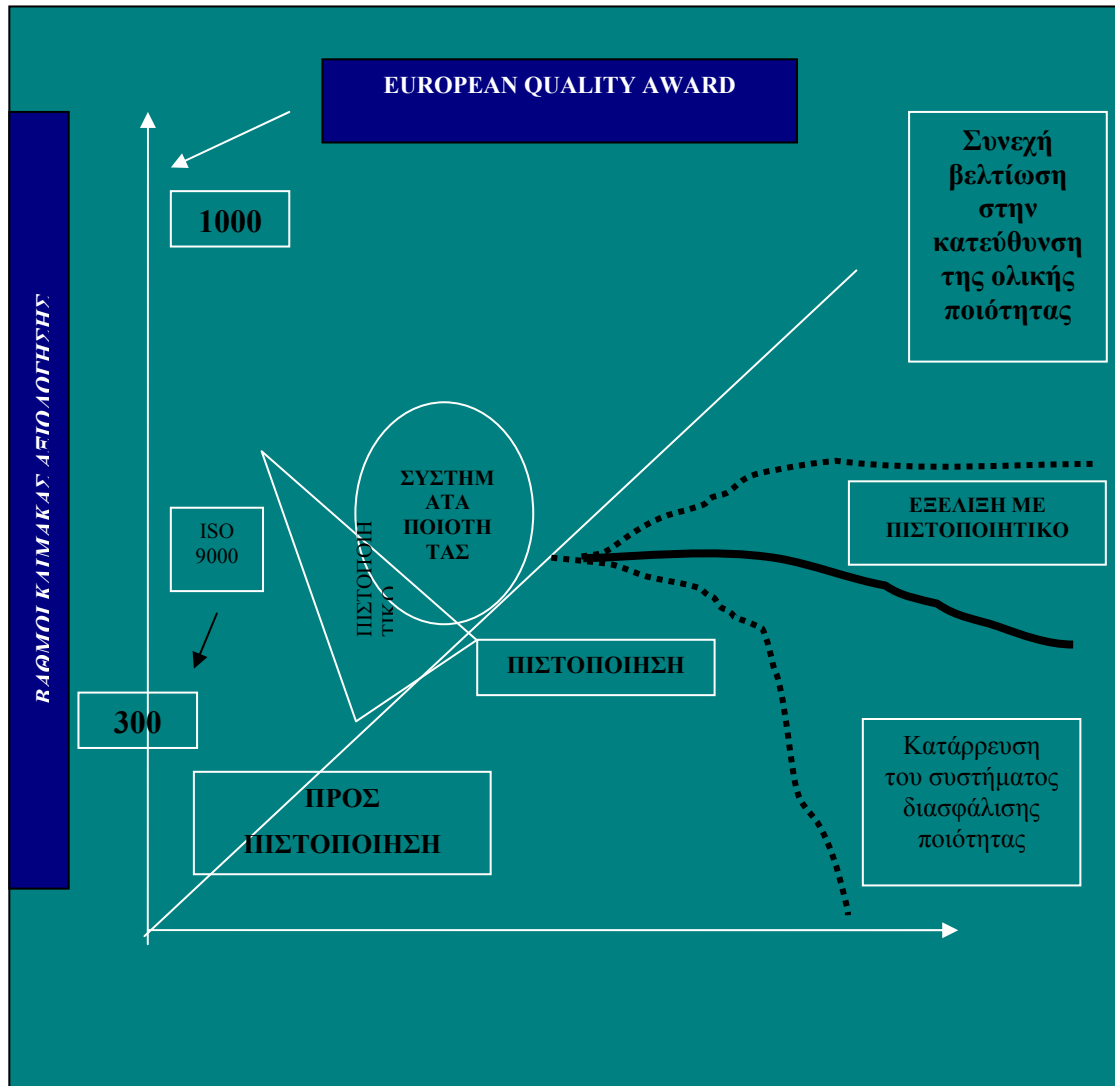 EUROPEAN QUALITY AWARD
Συνεχή
βελτίωση
στην
κατεύθυνση
της ολικής
ποιότητας
1000
ΒΑΘΜΟΙ ΚΛΙΜΑΚΑΣ ΑΞΙΟΛΟΓΗΣΗΣ
ΣΥΣΤΗΜ
ΑΤΑ
ΠΟΙΟΤΗ
ΤΑΣ
ΕΞΕΛΙΞΗ ΜΕ
ΠΙΣΤΟΠΟΙΗΤΙΚΟ
ISO
9000
ΠΙΣΤΟΠΟΙΗ
ΤΙΚΟ
ΠΙΣΤΟΠΟΙΗΣΗ
300
Κατάρρευση
του συστήματος
διασφάλισης
ποιότητας
ΠΡΟΣ
ΠΙΣΤΟΠΟΙΗΣΗ